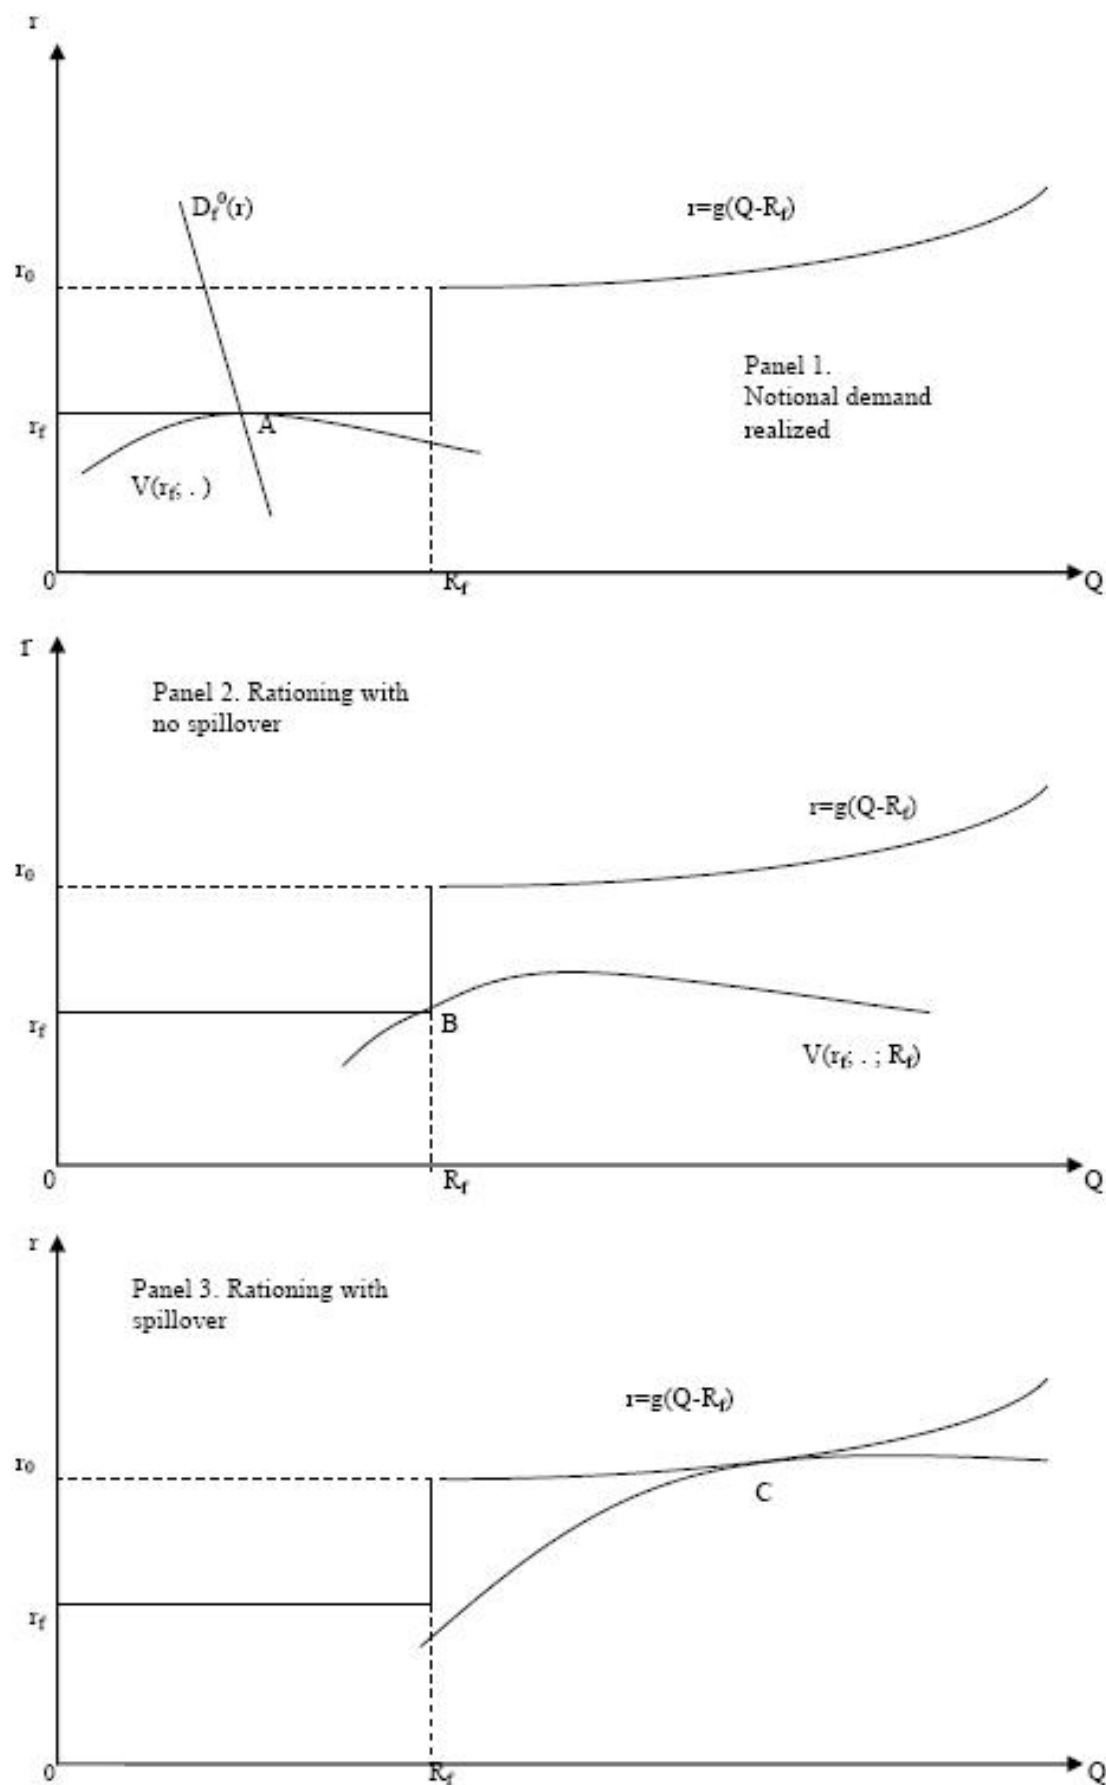 r
D_f^0(r)
r=g(Q-R_f)
r_0
Panel 1.
Notional demand
realized
r_f
A
V(r_f; . )
0
R_f
Q
r
Panel 2. Rationing with
no spillover
r=g(Q-R_f)
r_0
r_f
B
V(r_f; . ; R_f)
0
R_f
Q
r
Panel 3. Rationing with
spillover
r=g(Q-R_f)
r_0
C
r_f
0
R_f
Q